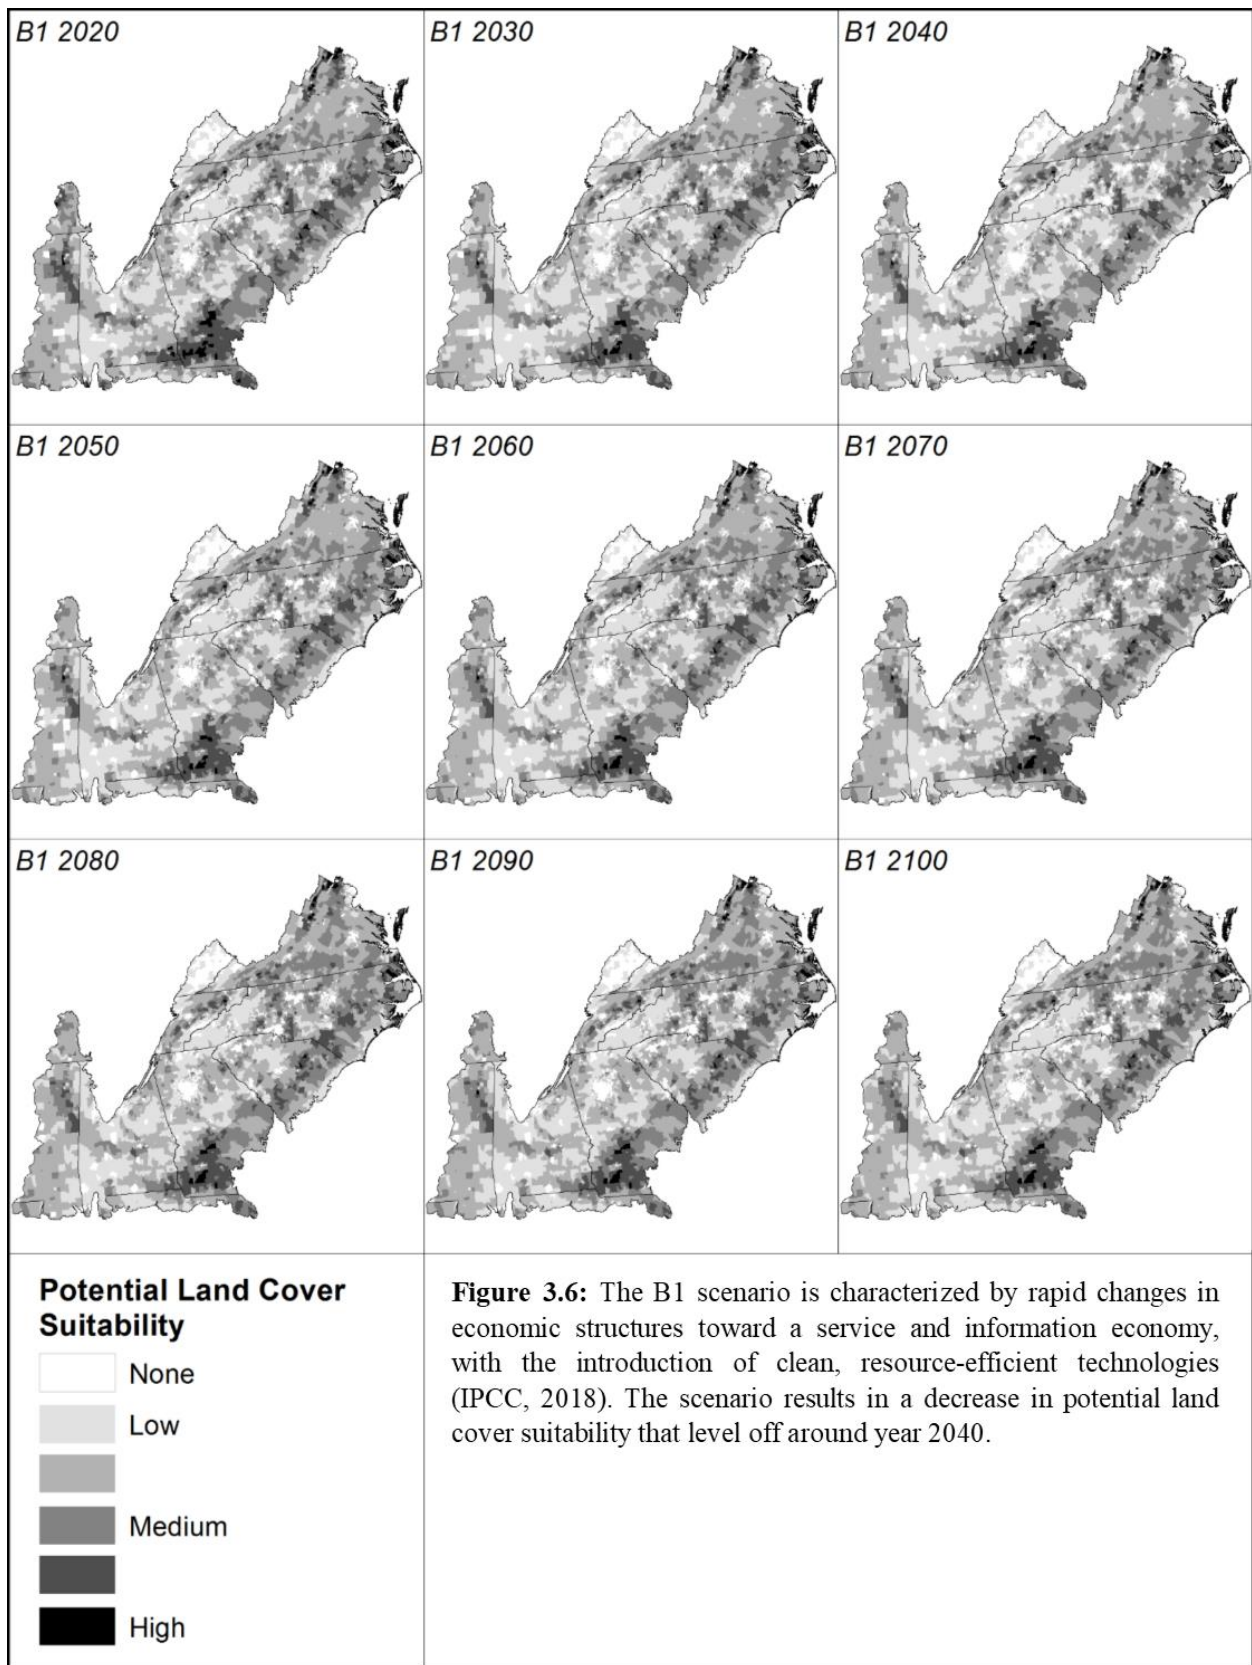 B1 2020
B1 2030
B1 2040
B1 2050
B1 2060
B1 2070
B1 2080
B1 2090
B1 2100
Potential Land Cover
Suitability
None
Low
Medium
High
Figure 3.6: The B1 scenario is characterized by rapid changes in
economic structures toward a service and information economy,
with the introduction of clean, resource-efficient technologies
(IPCC, 2018). The scenario results in a decrease in potential land
cover suitability that level off around year 2040.